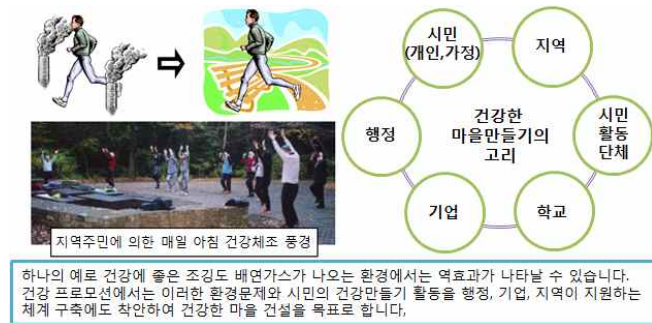 시민
(개인,가정)
지역
행정
건강한
마을만들기의
고리
시민
활동
단체
기업
학교
지역주민에 의한 매일 아침 건강체조 풍경
하나의 예로 건강에 좋은 조깅도 배연가스가 나오는 환경에서는 역효과가 나타날 수 있습니다.
건강 프로모션에서는 이러한 환경문제와 시민의 건강만들기 활동을 행정, 기업, 지역이 지원하는
체계 구축에도 착안하여 건강한 마을 건설을 목표로 합니다,